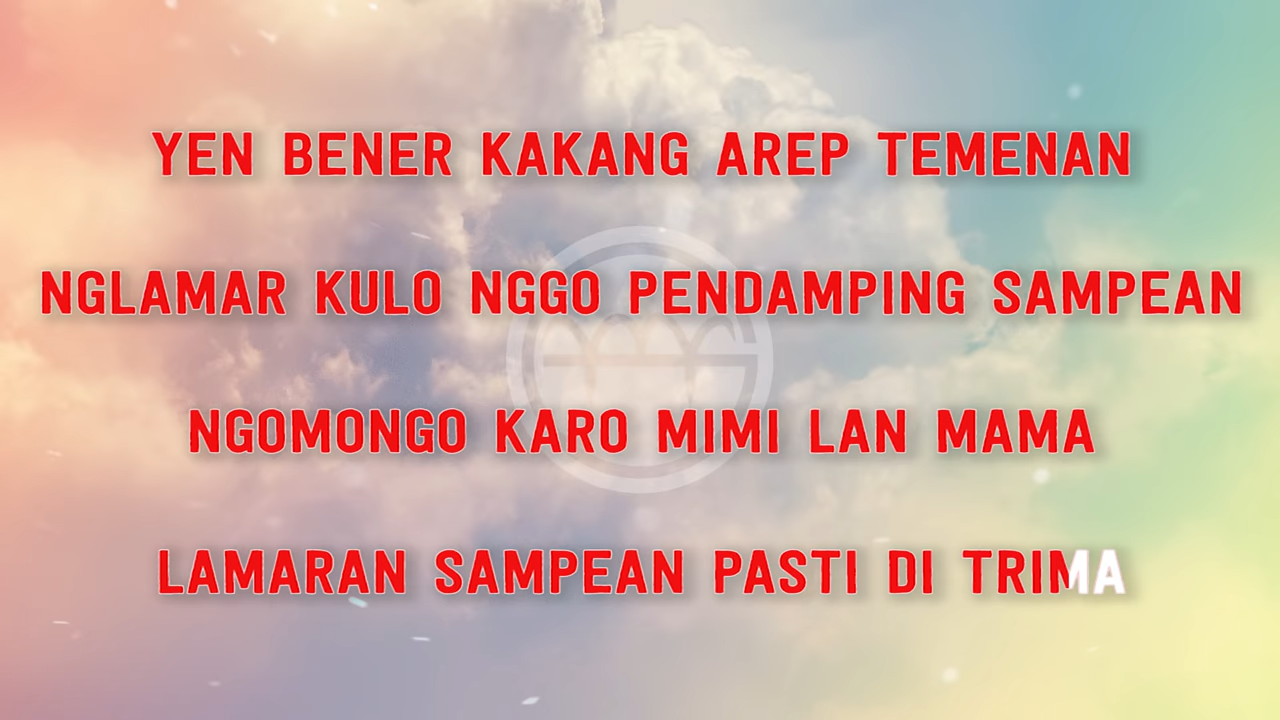 YEN BENER KAKANG AREP TEMENAN
NGLAMAR KULO NGGO PENDAMPING SAMPEAN
NGOMONGO KARO MIMI LAN MAMA
LAMARAN SAMPEAN PASTI DI TRIMA